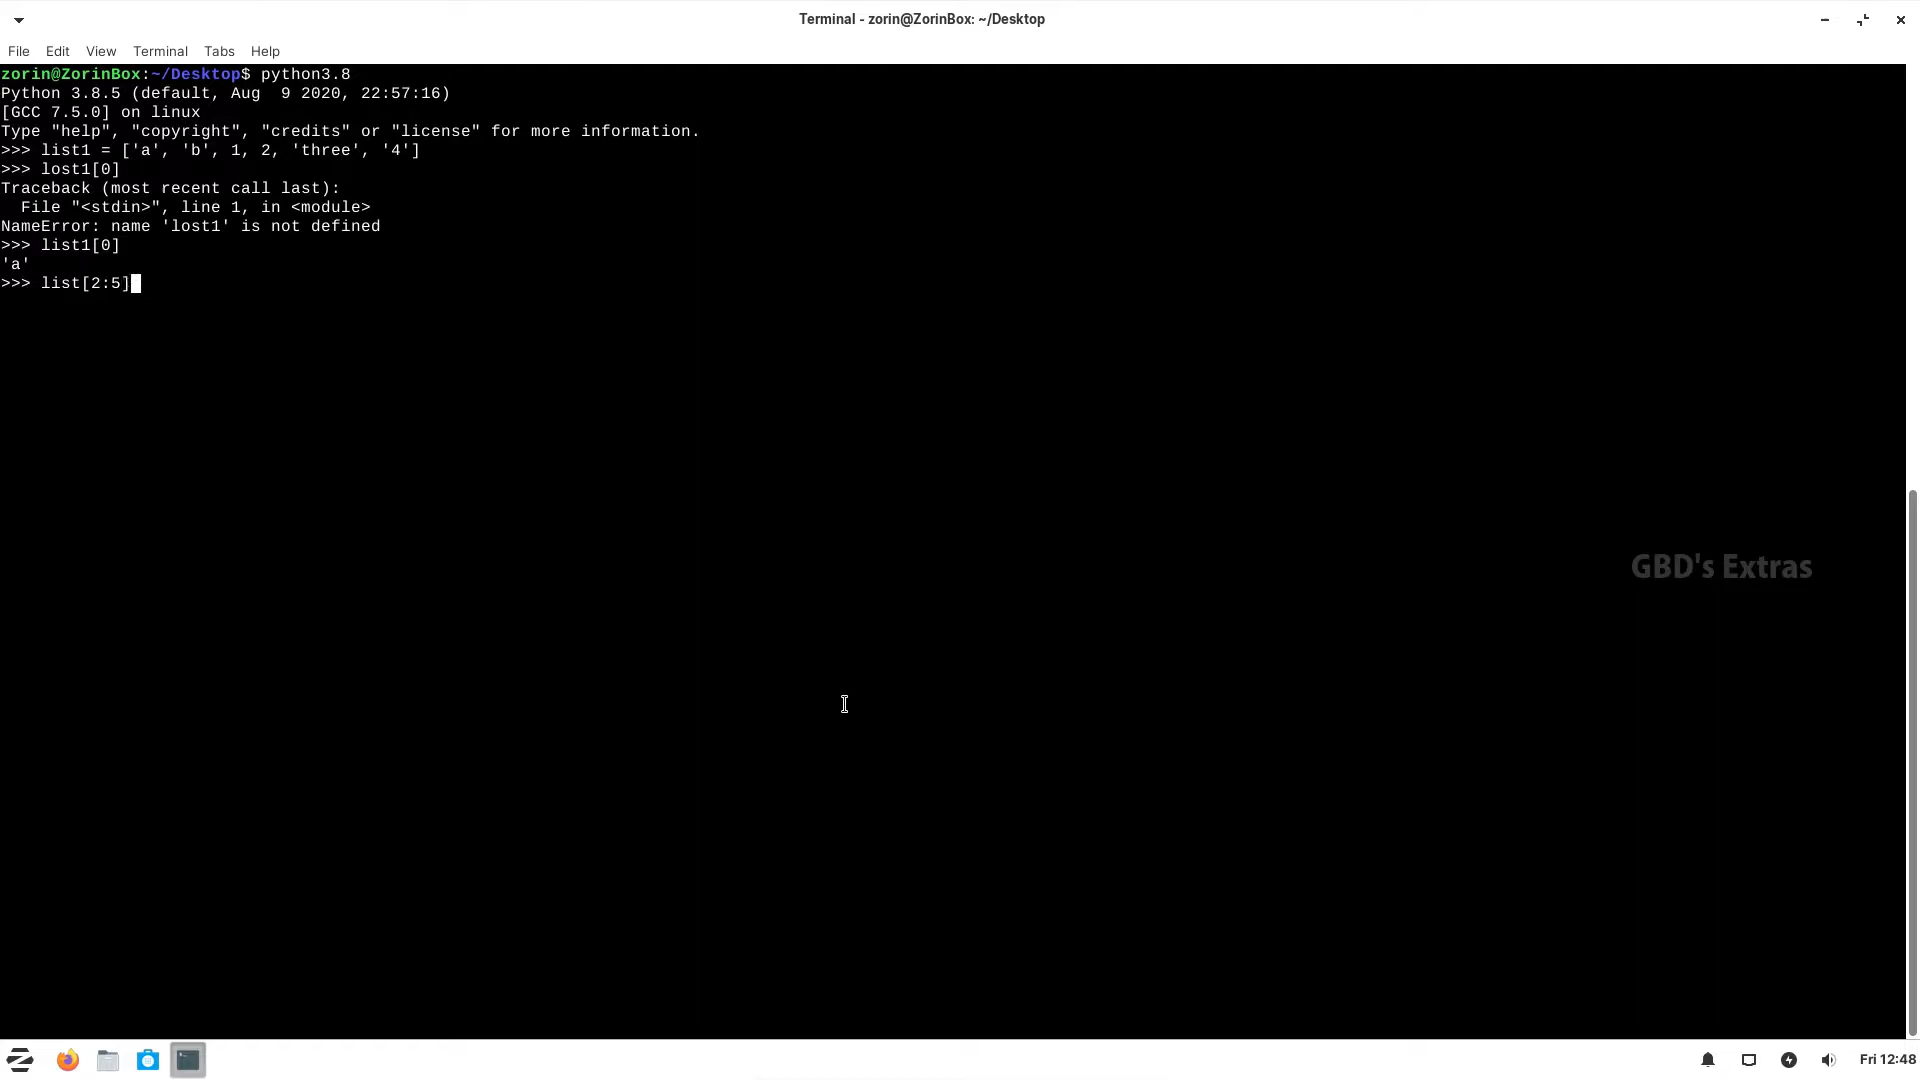 Terminal - zorin@ZorinBox: ~/Desktop
File Edit View Terminal Tabs Help
zorin@ZorinBox:~/Desktop$ python3.8
Python 3.8.5 (default, Aug  9 2020, 22:57:16)
[GCC 7.5.0] on linux
Type "help", "copyright", "credits" or "license" for more information.
>>> list1 = ['a', 'b', 1, 2, 'three', '4']
>>> lost1[0]
Traceback (most recent call last):
  File "<stdin>", line 1, in <module>
NameError: name 'lost1' is not defined
>>> list1[0]
'a'
>>> list[2:5]
GBD's Extras
Fri 12:48